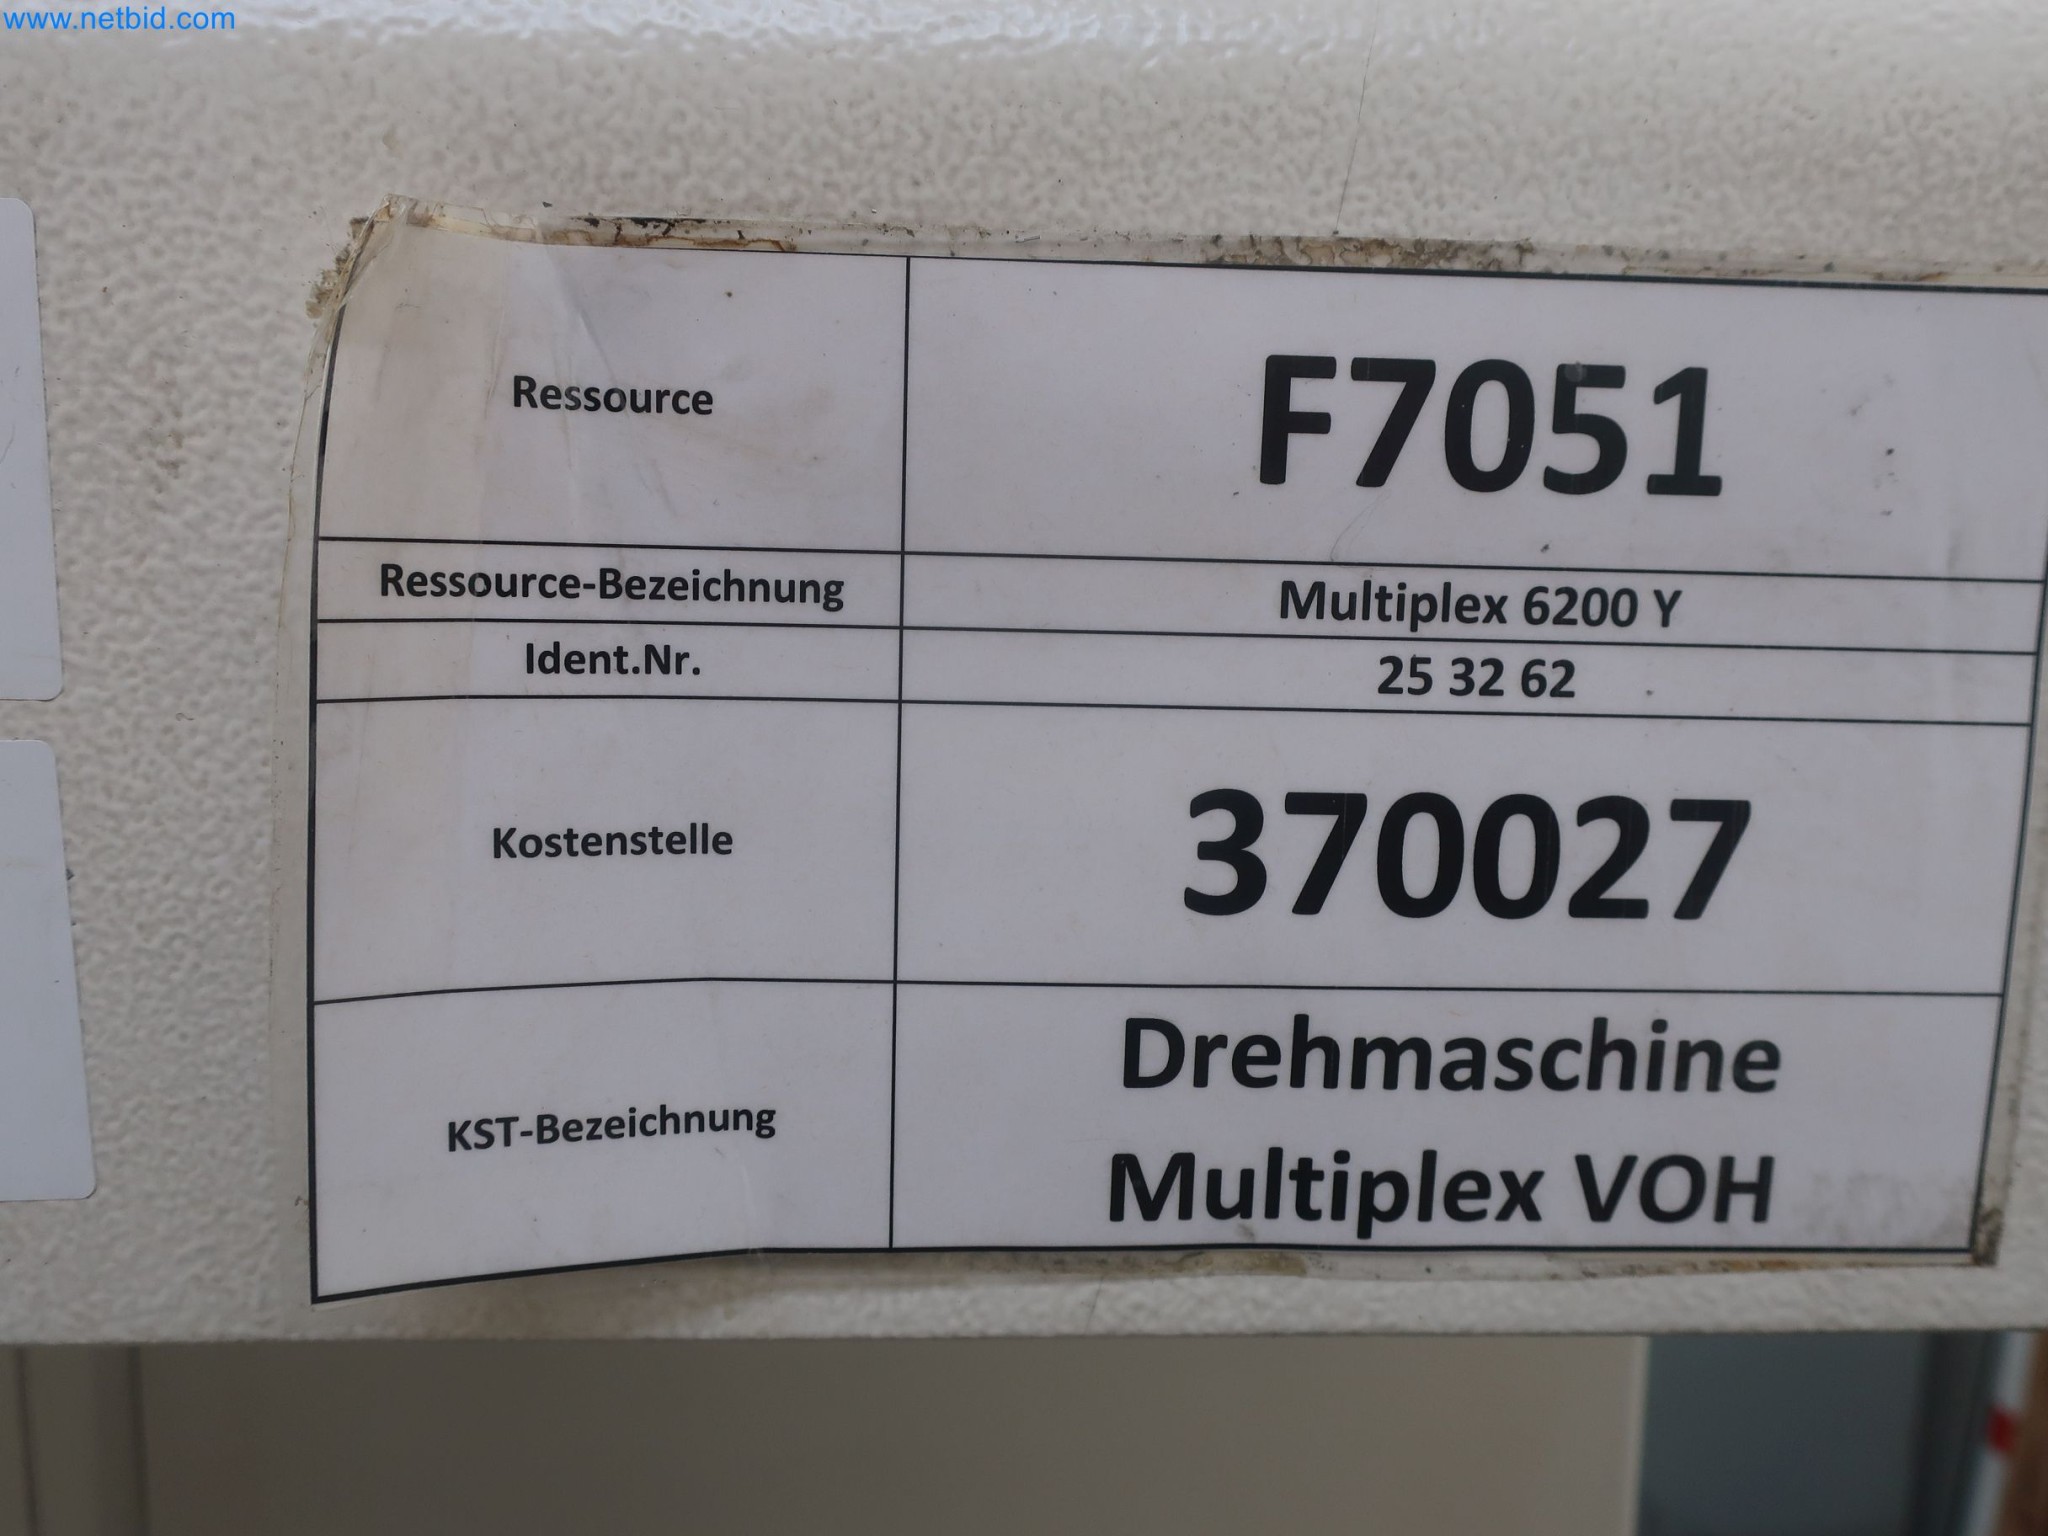 www.netbid.com
Ressource F7051
Ressource-Bezeichnung Multiplex 6200 Y
Ident.Nr. 25 32 62
Kostenstelle 370027
KST-Bezeichnung Drehmaschine
Multiplex VOH